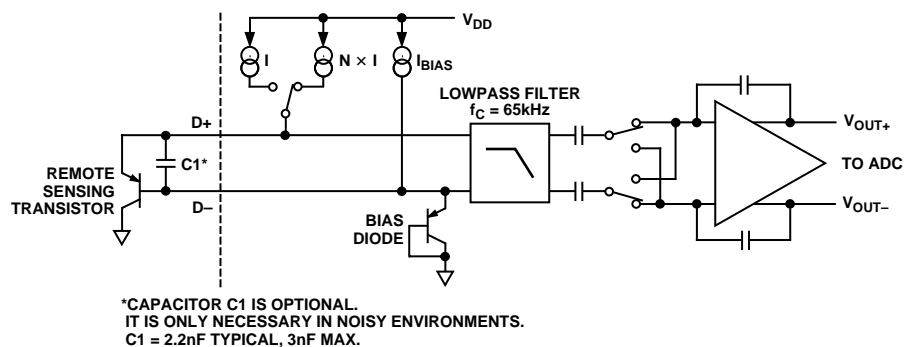 V_DD
I
N × I
I_BIAS
LOWPASS FILTER
f_C = 65kHz
D+
C1*
REMOTE
SENSING
TRANSISTOR
D–
BIAS
DIODE
V_OUT+
TO ADC
V_OUT–
*CAPACITOR C1 IS OPTIONAL.
IT IS ONLY NECESSARY IN NOISY ENVIRONMENTS.
C1 = 2.2nF TYPICAL, 3nF MAX.